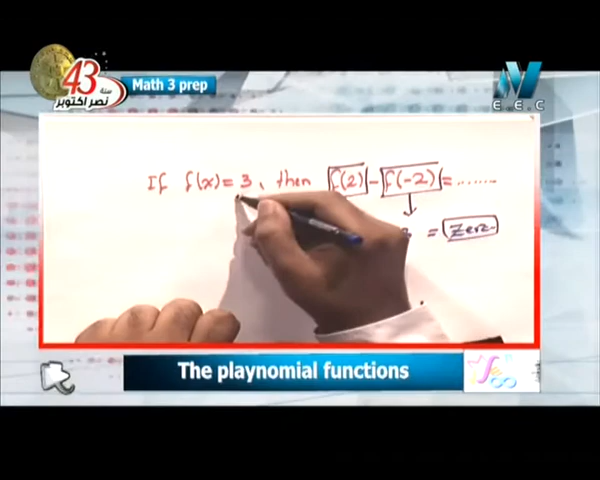 43
سنة
نصر اكتوبر
Math 3 prep
E.E.C
If f(x)=3, then f(2)-f(-2)=........
= Zero
The playnomial functions